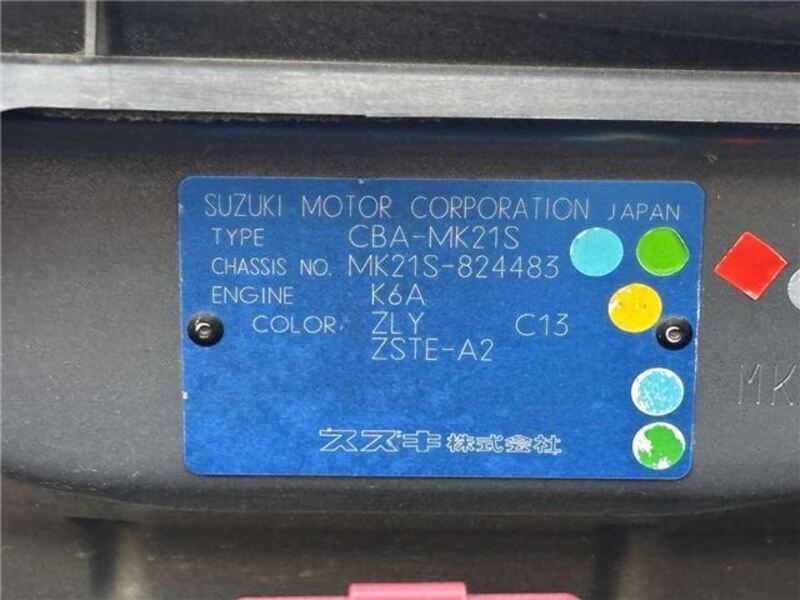 SUZUKI MOTOR CORPORATION JAPAN
TYPE CBA-MK21S
CHASSIS NO. MK21S-824483
ENGINE K6A
COLOR ZLY C13
ZSTE-A2
スズキ株式会社
MK